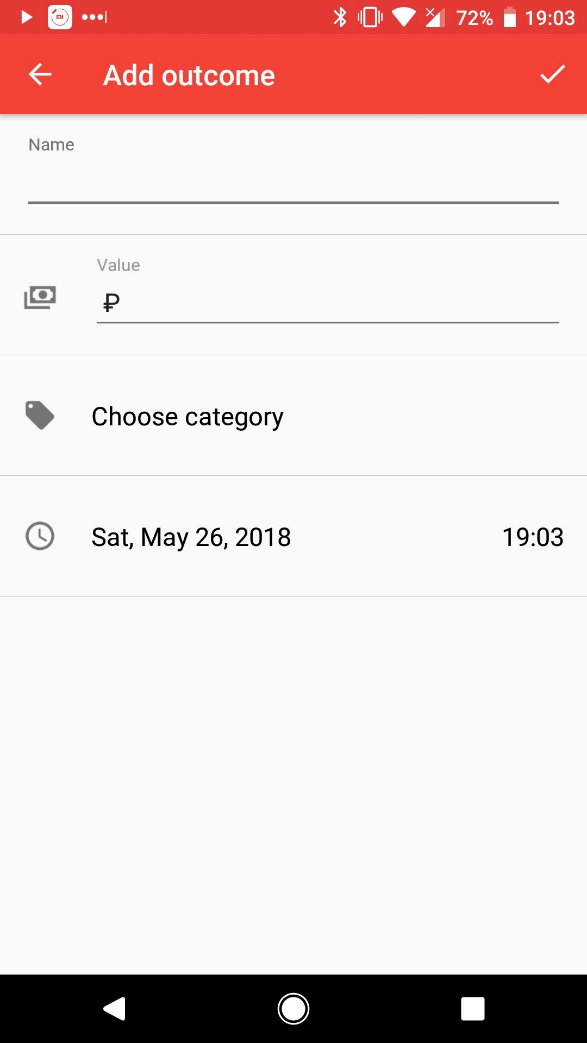 72% 19:03
Add outcome
Name
Value
₽
Choose category
Sat, May 26, 2018 19:03